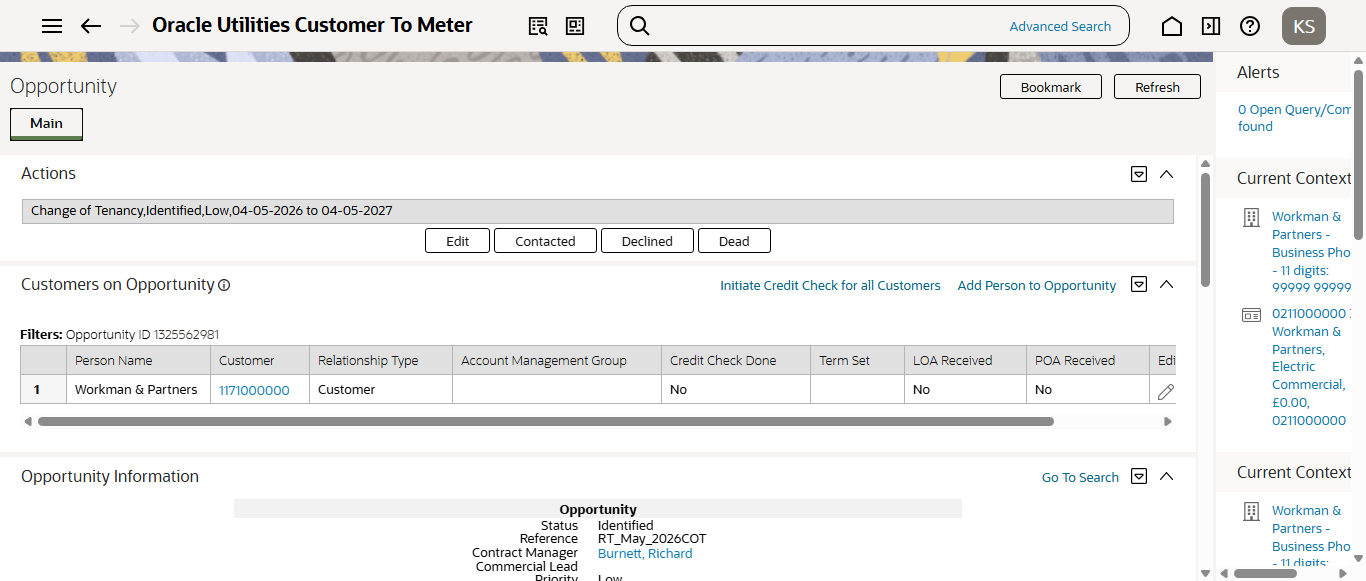 Oracle Utilities Customer To Meter
Advanced Search
KS
Opportunity
Bookmark
Refresh
Main
Actions
Change of Tenancy,Identified,Low,04-05-2026 to 04-05-2027
Edit
Contacted
Declined
Dead
Customers on Opportunity
Initiate Credit Check for all Customers
Add Person to Opportunity
Filters: Opportunity ID 1325562981
Person Name Customer Relationship Type Account Management Group Credit Check Done Term Set LOA Received POA Received Edi
1 Workman & Partners 1171000000 Customer No No No
Opportunity Information
Go To Search
Opportunity
Status Identified
Reference RT_May_2026COT
Contract Manager Burnett, Richard
Commercial Lead
Priority Low
Alerts
0 Open Query/Com
found
Current Context
Workman &
Partners -
Business Pho
- 11 digits:
99999 99999
0211000000
Workman &
Partners,
Electric
Commercial,
£0.00,
0211000000
Current Context
Workman &
Partners -
Business Pho
- 11 digits: